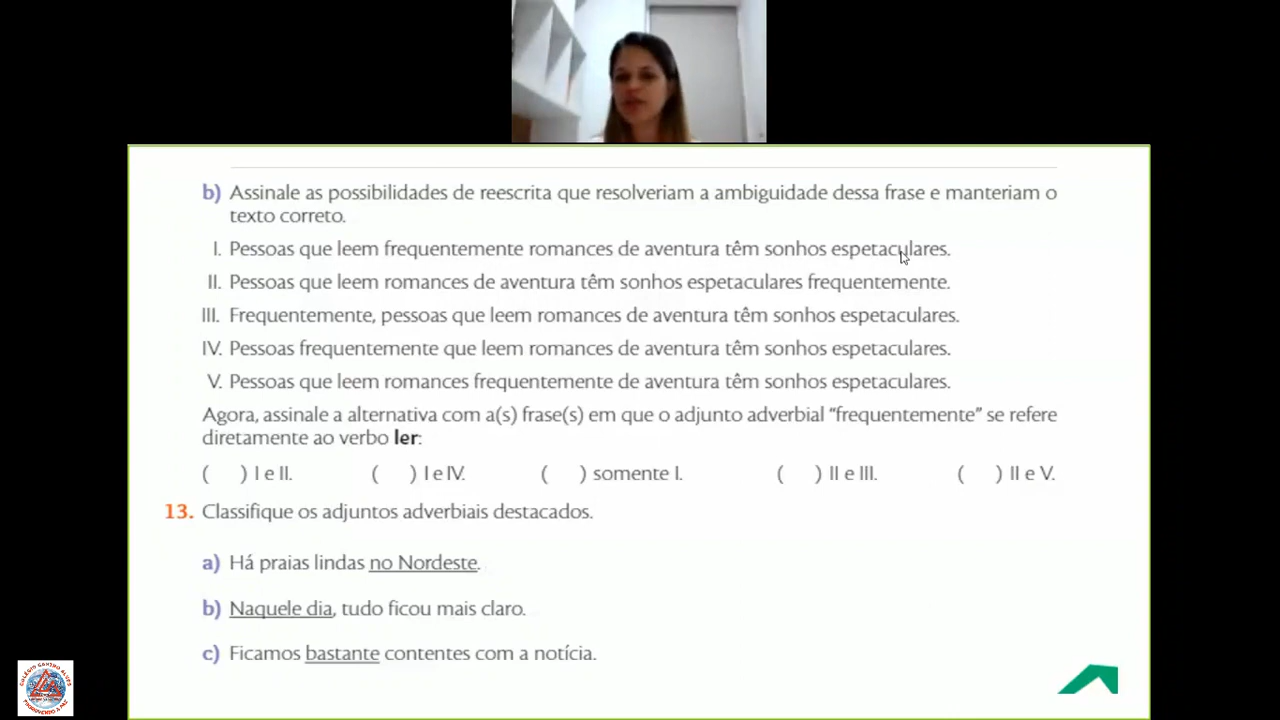 b) Assinale as possibilidades de reescrita que resolveriam a ambiguidade dessa frase e manteriam o
texto correto.
I. Pessoas que leem frequentemente romances de aventura têm sonhos espetaculares.
II. Pessoas que leem romances de aventura têm sonhos espetaculares frequentemente.
III. Frequentemente, pessoas que leem romances de aventura têm sonhos espetaculares.
IV. Pessoas frequentemente que leem romances de aventura têm sonhos espetaculares.
V. Pessoas que leem romances frequentemente de aventura têm sonhos espetaculares.
Agora, assinale a alternativa com a(s) frase(s) em que o adjunto adverbial “frequentemente” se refere
diretamente ao verbo ler:
( ) I e II. ( ) I e IV. ( ) somente I. ( ) II e III. ( ) II e V.
13. Classifique os adjuntos adverbiais destacados.
a) Há praias lindas no Nordeste.
b) Naquele dia, tudo ficou mais claro.
c) Ficamos bastante contentes com a notícia.